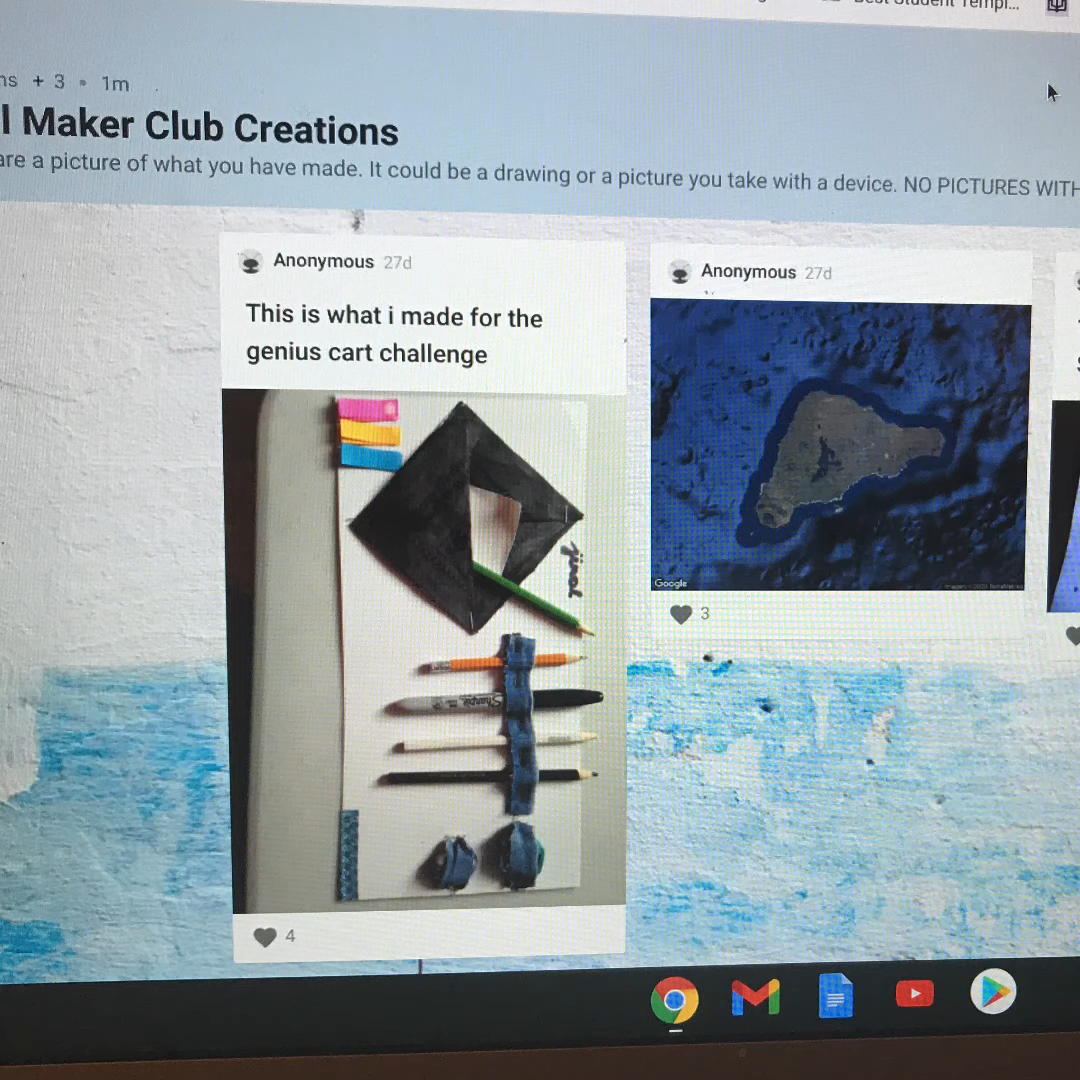 + 3 • 1m
l Maker Club Creations
are a picture of what you have made. It could be a drawing or a picture you take with a device. NO PICTURES WITH
Anonymous 27d
This is what i made for the
genius cart challenge
Sharpie
4
Anonymous 27d
Google
3